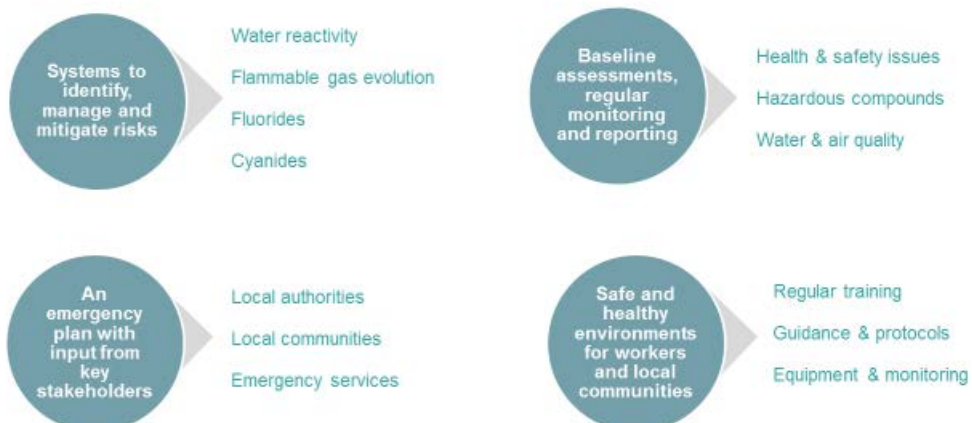 Systems to
identify,
manage and
mitigate risks
Water reactivity
Flammable gas evolution
Fluorides
Cyanides
Baseline
assessments,
regular
monitoring
and reporting
Health & safety issues
Hazardous compounds
Water & air quality
An
emergency
plan with
input from
key
stakeholders
Local authorities
Local communities
Emergency services
Safe and
healthy
environments
for workers
and local
communities
Regular training
Guidance & protocols
Equipment & monitoring